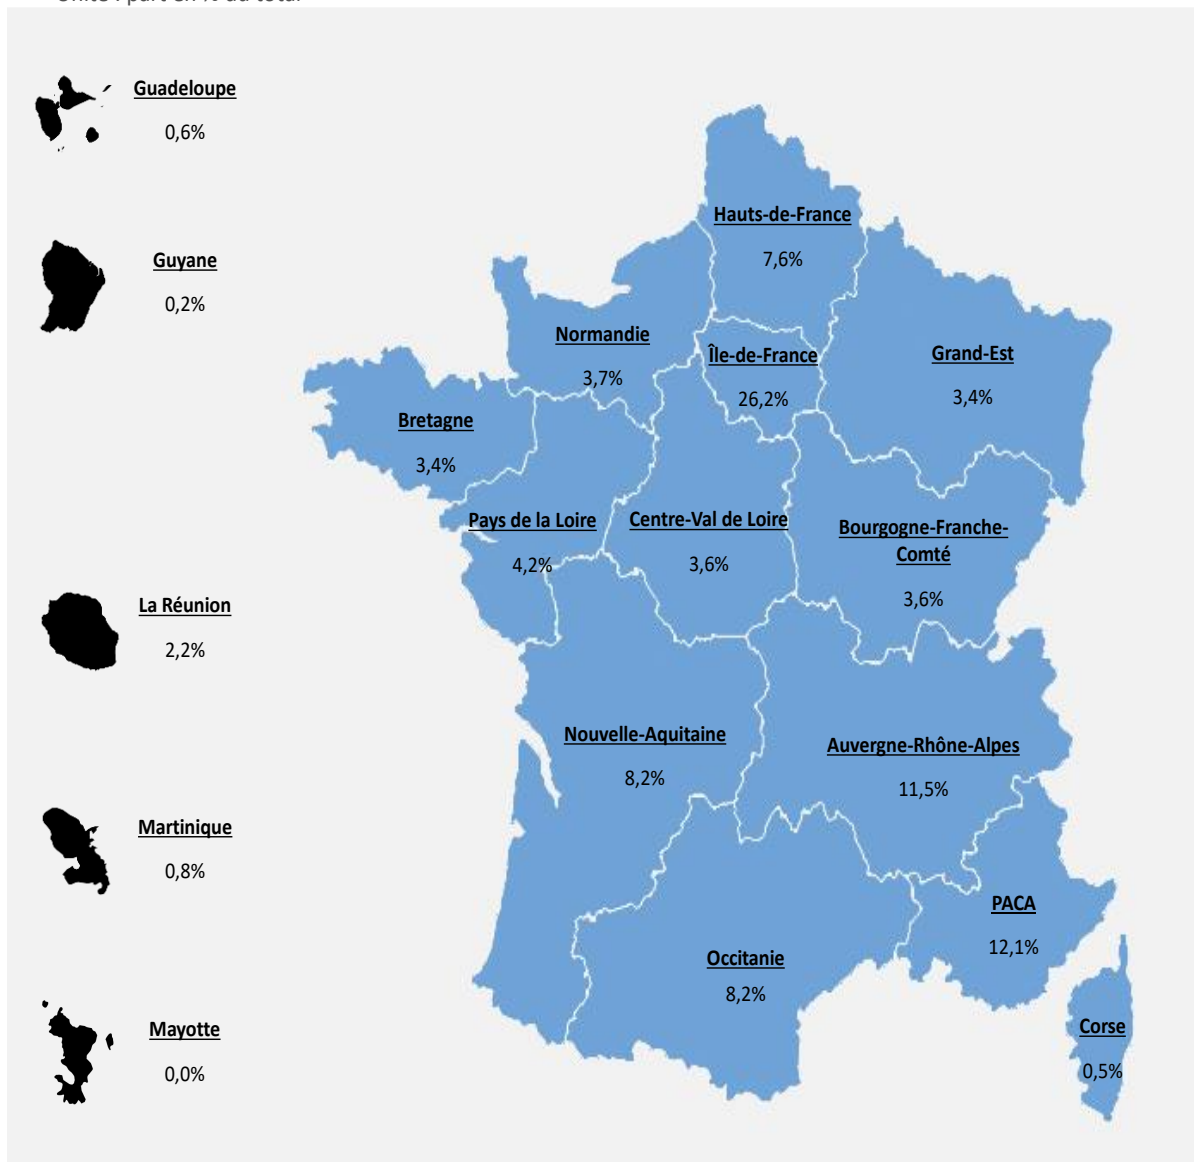 Guadeloupe
0,6%
Guyane
0,2%
La Réunion
2,2%
Martinique
0,8%
Mayotte
0,0%
Hauts-de-France
7,6%
Normandie
3,7%
Île-de-France
26,2%
Grand-Est
3,4%
Bretagne
3,4%
Pays de la Loire
4,2%
Centre-Val de Loire
3,6%
Bourgogne-Franche-
Comté
3,6%
Nouvelle-Aquitaine
8,2%
Auvergne-Rhône-Alpes
11,5%
PACA
12,1%
Occitanie
8,2%
Corse
0,5%